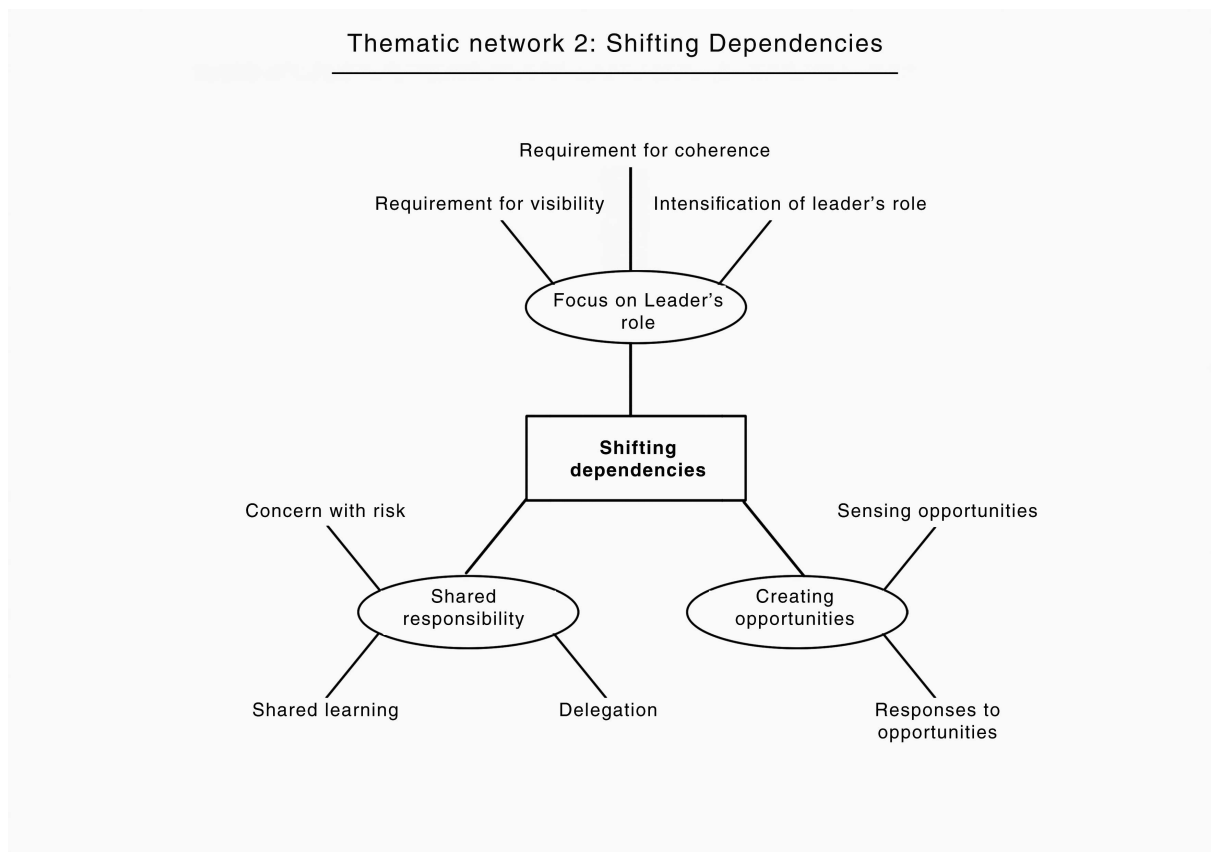 Thematic network 2: Shifting Dependencies
Requirement for coherence
Requirement for visibility
Intensification of leader’s role
Focus on Leader’s
role
Shifting
dependencies
Concern with risk
Sensing opportunities
Shared
responsibility
Creating
opportunities
Shared learning
Delegation
Responses to
opportunities